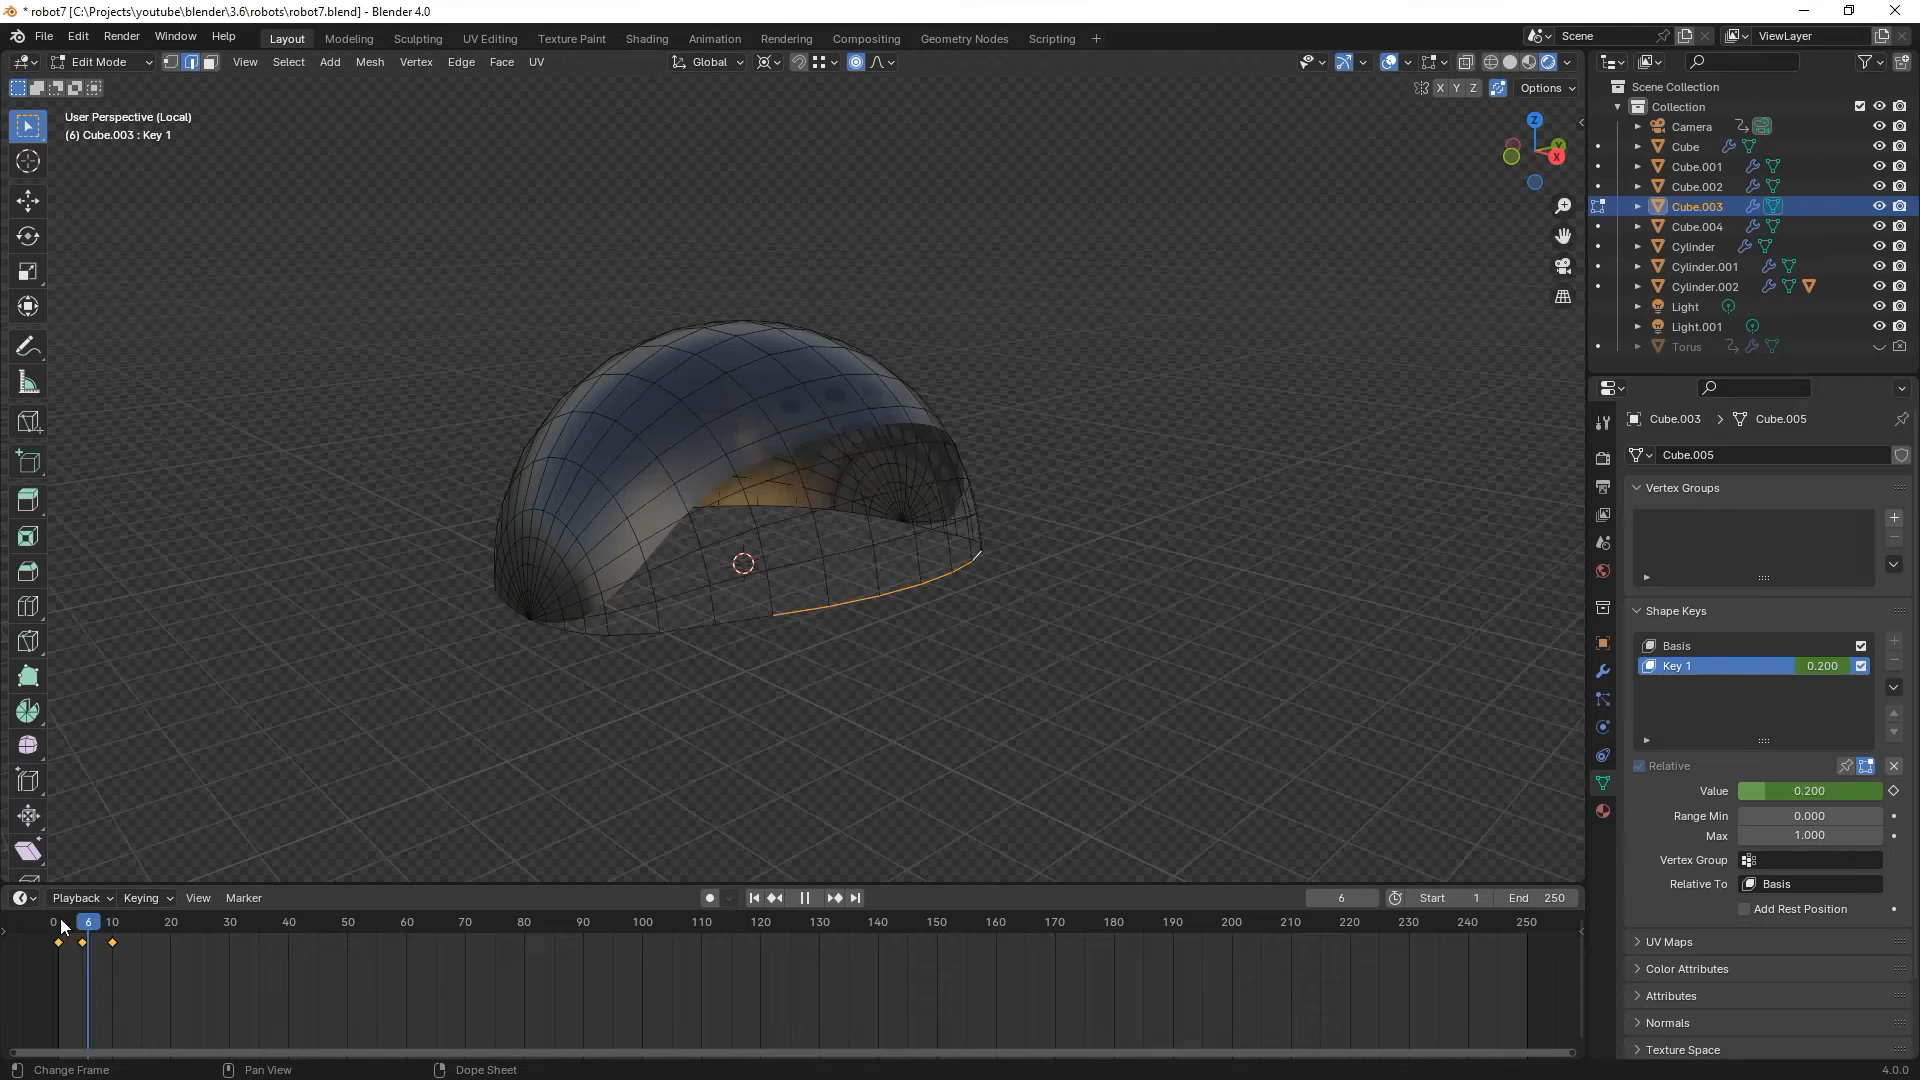 * robot7 [C:\Projects\youtube\blender\3.6\robots\robot7.blend] - Blender 4.0
File Edit Render Window Help
Layout Modeling Sculpting UV Editing Texture Paint Shading Animation Rendering Compositing Geometry Nodes Scripting +
Scene
ViewLayer
Edit Mode
View Select Add Mesh Vertex Edge Face UV
Global
X Y Z
Options
User Perspective (Local)
(6) Cube.003 : Key 1
Z
Y
X
Scene Collection
Collection
Camera
Cube
Cube.001
Cube.002
Cube.003
Cube.004
Cylinder
Cylinder.001
Cylinder.002
Light
Light.001
Torus
Cube.003 > Cube.005
Cube.005
Vertex Groups
Shape Keys
Basis
Key 1 0.200
Relative
Value 0.200
Range Min 0.000
Max 1.000
Vertex Group
Relative To Basis
Add Rest Position
UV Maps
Color Attributes
Attributes
Normals
Texture Space
Playback Keying View Marker
6
Start 1
End 250
0 6 10 20 30 40 50 60 70 80 90 100 110 120 130 140 150 160 170 180 190 200 210 220 230 240 250
Change Frame Pan View Dope Sheet
4.0.0